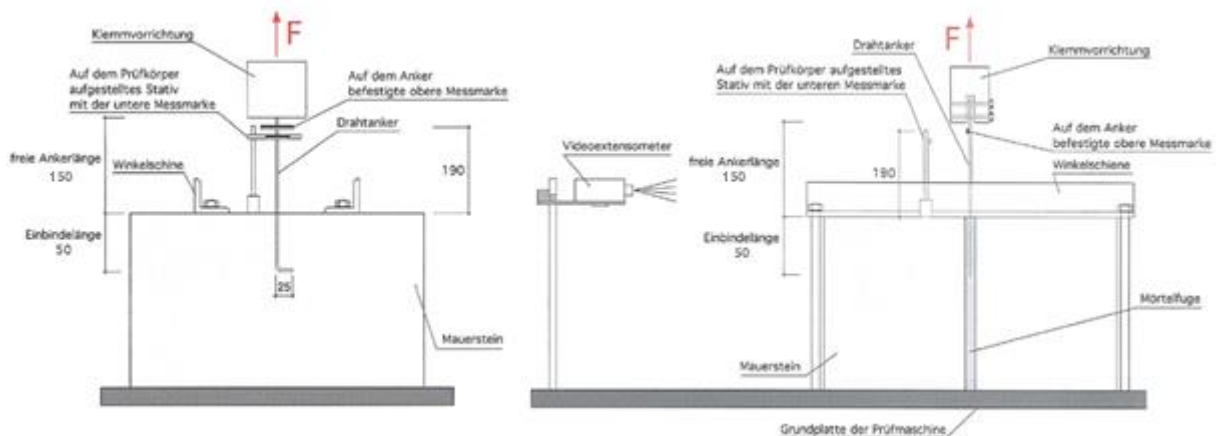 F
Klemmvorrichtung
Auf dem Prüfkörper
aufgestelltes Stativ
mit der untere Messmarke
Auf dem Anker
befestigte obere Messmarke
Drahtanker
freie Ankerlänge
150
Winkelschine
190
Einbindelänge
50
25
Mauerstein
F
Drahtanker
Klemmvorrichtung
Auf dem Prüfkörper aufgestelltes
Stativ mit der unteren Messmarke
Auf dem Anker
befestigte obere Messmarke
Videoextensometer
freie Ankerlänge
150
180
Winkelschiene
Einbindelänge
50
Mörtelfuge
Mauerstein
Grundplatte der Prüfmaschine